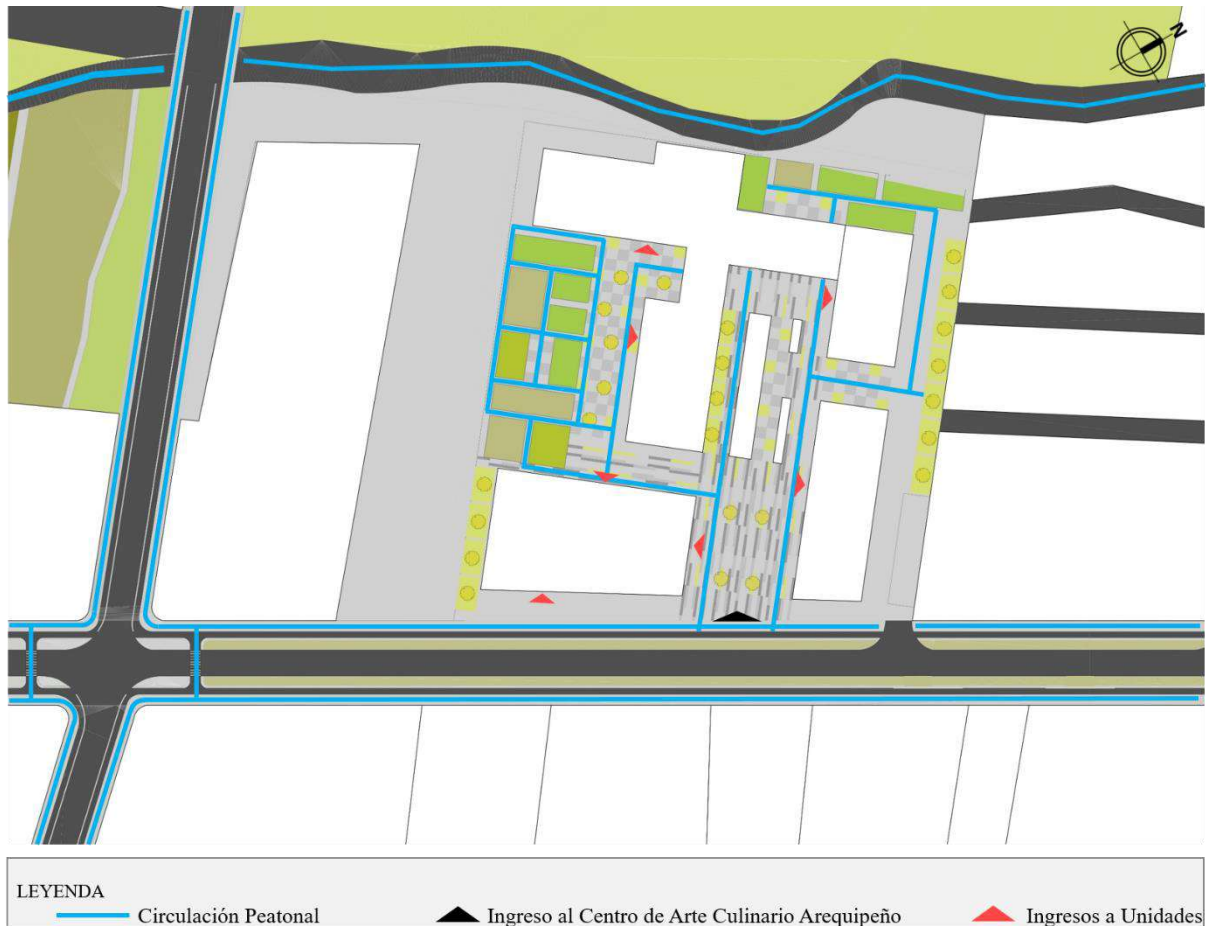 N
LEYENDA
Circulación Peatonal Ingreso al Centro de Arte Culinario Arequipeño Ingresos a Unidades